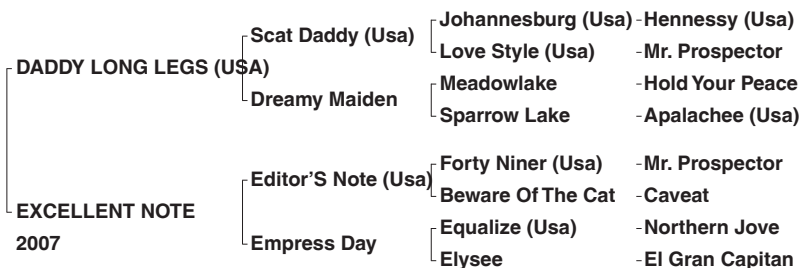 Johannesburg (Usa) -Hennessy (Usa)
Scat Daddy (Usa)
Love Style (Usa) -Mr. Prospector
DADDY LONG LEGS (USA)
Meadowlake -Hold Your Peace
Dreamy Maiden
Sparrow Lake -Apalachee (Usa)
Forty Niner (Usa) -Mr. Prospector
Editor'S Note (Usa)
Beware Of The Cat -Caveat
EXCELLENT NOTE
Equalize (Usa) -Northern Jove
2007
Empress Day
Elysee -El Gran Capitan